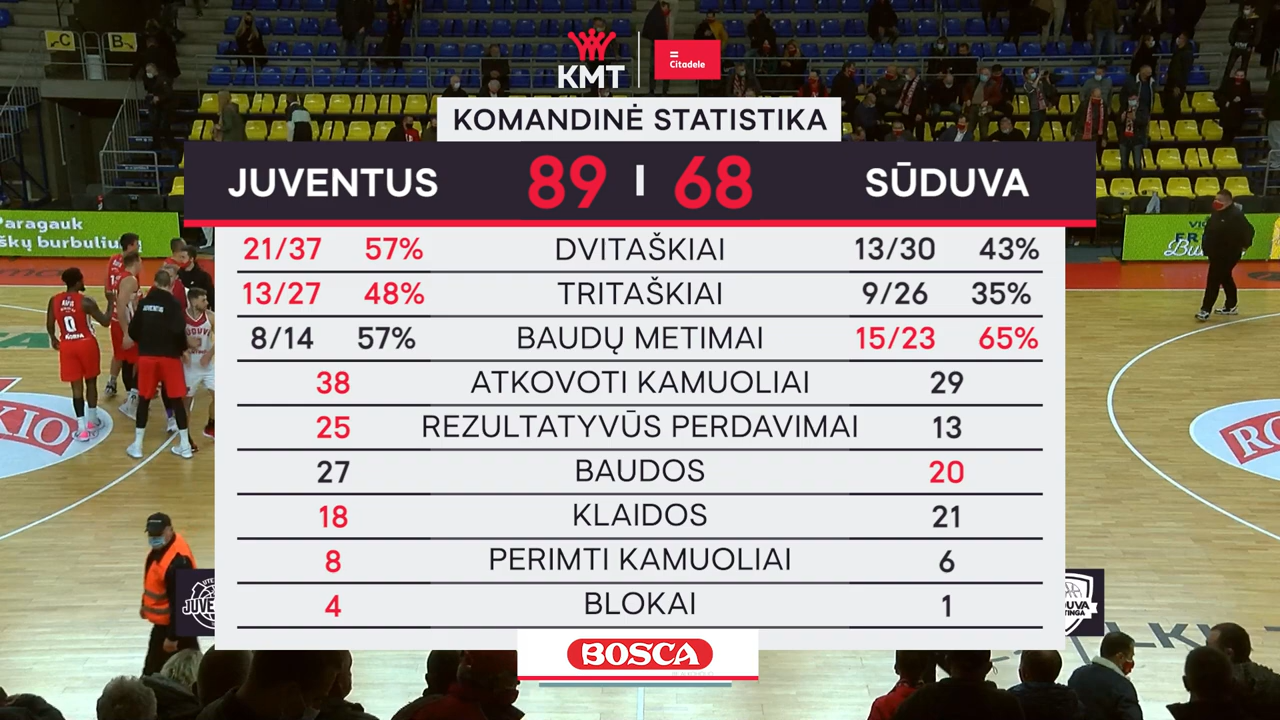 C
B
KMT
Citadele
KOMANDINĖ STATISTIKA
JUVENTUS 89 | 68 SŪDUVA
21/37 57% DVITAŠKIAI 13/30 43%
13/27 48% TRITAŠKIAI 9/26 35%
8/14 57% BAUDŲ METIMAI 15/23 65%
38 ATKOVOTI KAMUOLIAI 29
25 REZULTATYVŪS PERDAVIMAI 13
27 BAUDOS 20
18 KLAIDOS 21
8 PERIMTI KAMUOLIAI 6
4 BLOKAI 1
BOSCA
Paragauk
0
JUVENTUS